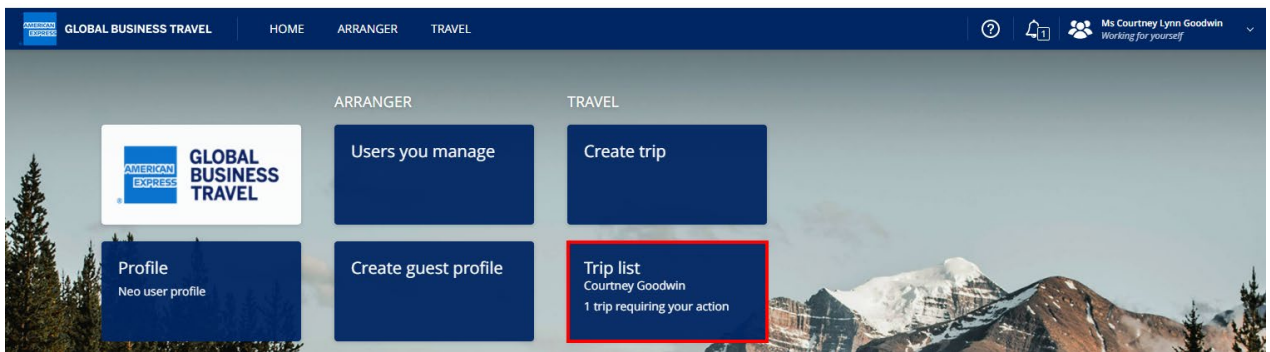 AMERICAN
EXPRESS
GLOBAL BUSINESS TRAVEL
HOME
ARRANGER
TRAVEL
?
1
Ms Courtney Lynn Goodwin
Working for yourself
ARRANGER
TRAVEL
AMERICAN
EXPRESS
®
GLOBAL
BUSINESS
TRAVEL
Users you manage
Create trip
Profile
Neo user profile
Create guest profile
Trip list
Courtney Goodwin
1 trip requiring your action